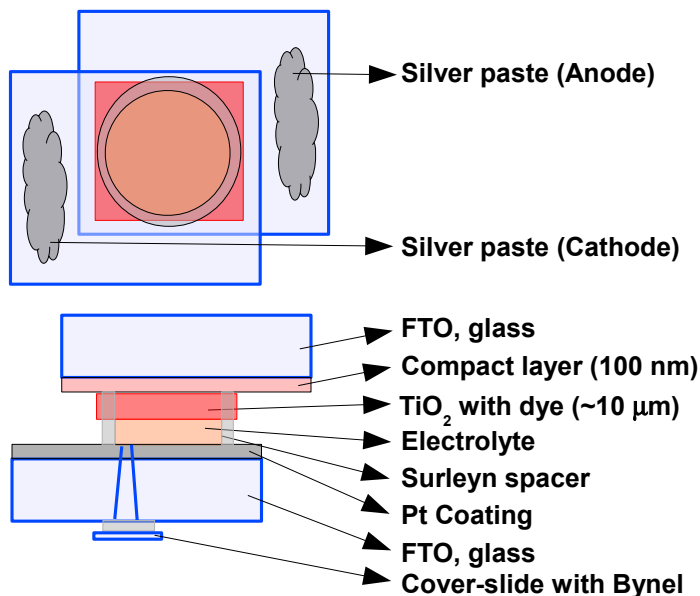 Silver paste (Anode)
Silver paste (Cathode)
FTO, glass
Compact layer (100 nm)
TiO₂ with dye (~10 μm)
Electrolyte
Surleyn spacer
Pt Coating
FTO, glass
Cover-slide with Bynel